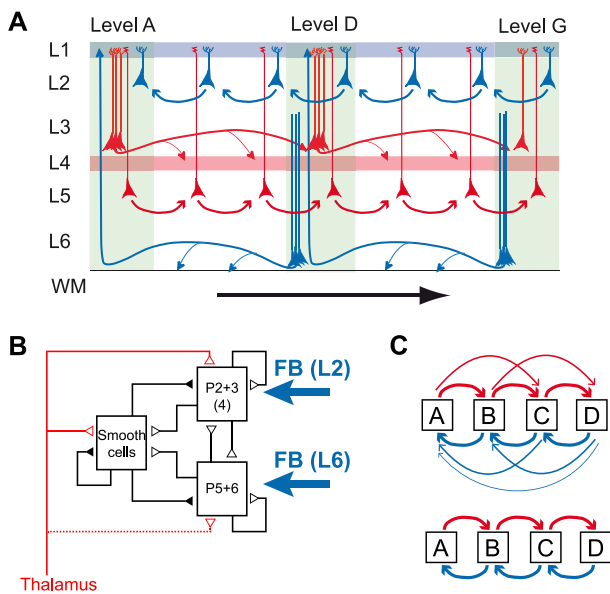 A
Level A Level D Level G
L1
L2
L3
L4
L5
L6
WM
B
P2+3
(4)
FB (L2)
Smooth
cells
FB (L6)
P5+6
Thalamus
C
A B C D
A B C D